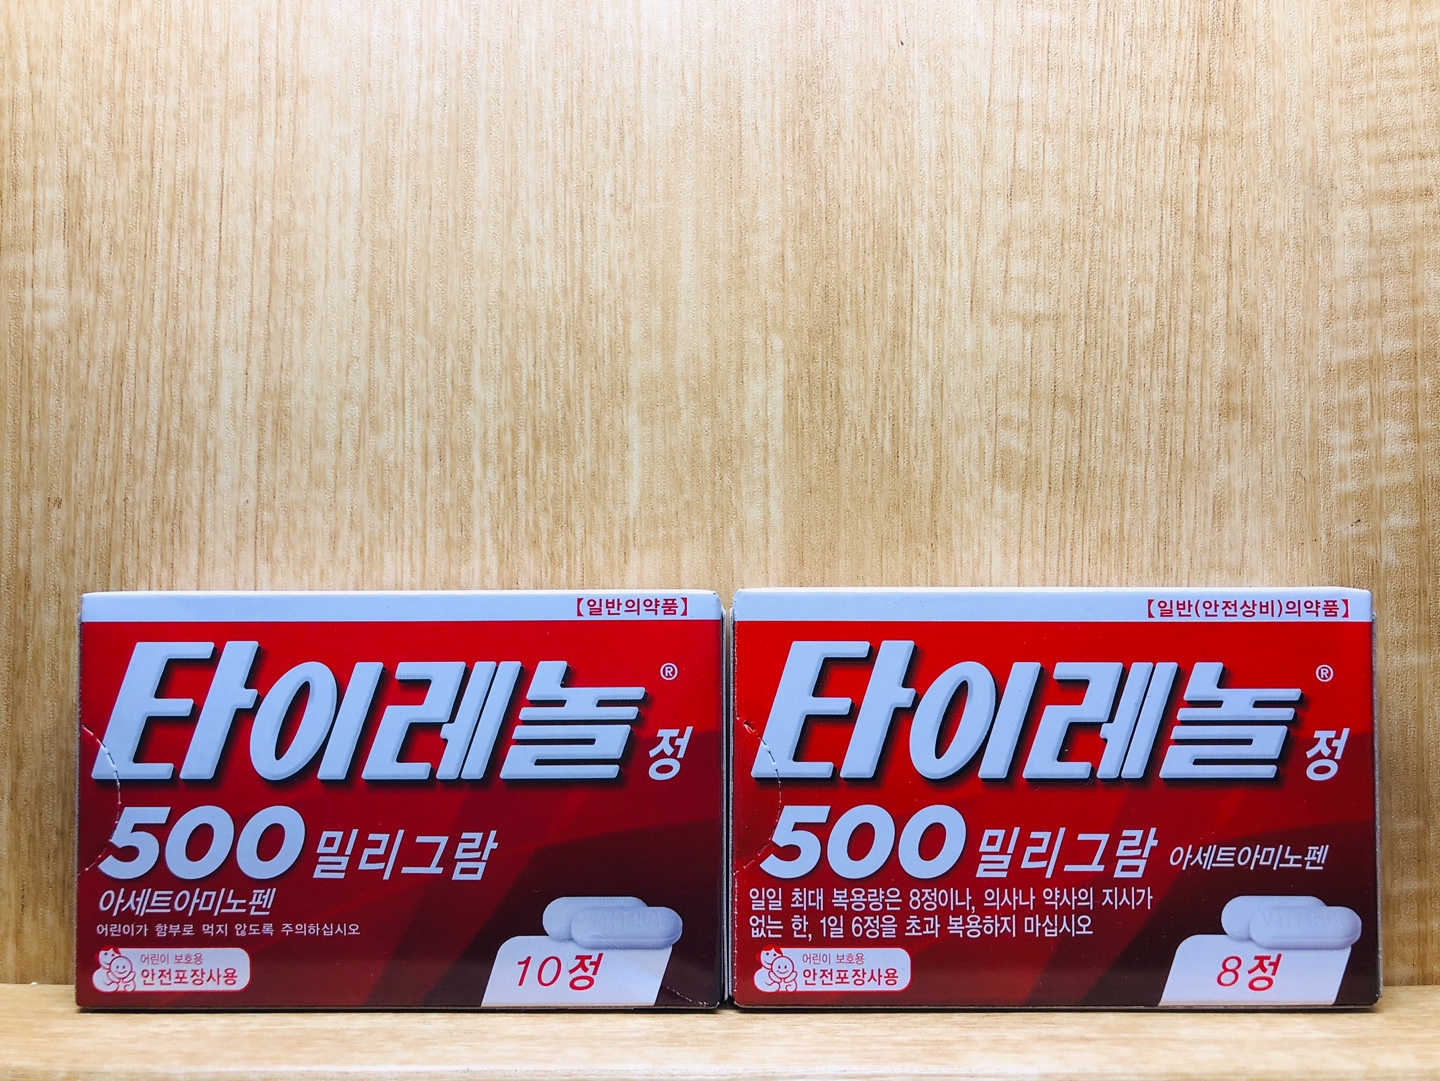 【일반의약품】
타이레놀® 정
500 밀리그람
아세트아미노펜
어린이가 함부로 먹지 않도록 주의하십시오
어린이 보호용
안전포장사용
10정
【일반(안전상비)의약품】
타이레놀® 정
500 밀리그람 아세트아미노펜
일일 최대 복용량은 8정이나, 의사나 약사의 지시가
없는 한, 1일 6정을 초과 복용하지 마십시오
어린이 보호용
안전포장사용
8정